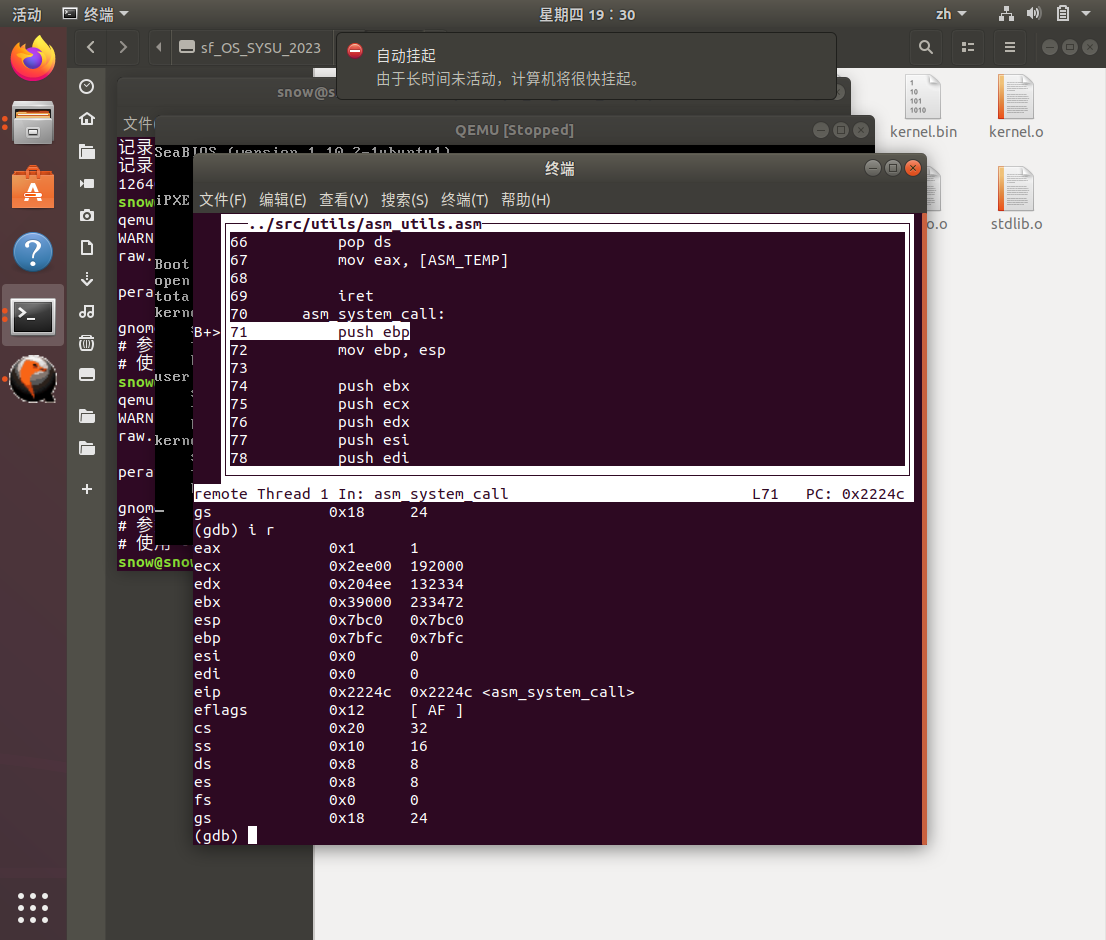 活动 终端 星期四 19：30 zh
sf_OS_SYSU_2023
自动挂起
由于长时间未活动，计算机将很快挂起。
kernel.bin kernel.o
stdlib.o
snow@s
文件(
记录
记录
1264
snow
qemu
WARN
raw.
pera
gnom
# 参
# 使
snow
qemu
WARN
raw.
pera
gnom
# 参
# 使用
snow@snow
QEMU [Stopped]
SeaBIOS (version 1.10.2-1ubuntu1)
iPXE
Boot
open
tota
kern
user
kern
终端
文件(F) 编辑(E) 查看(V) 搜索(S) 终端(T) 帮助(H)
../src/utils/asm_utils.asm
66 pop ds
67 mov eax, [ASM_TEMP]
68
69 iret
70 asm_system_call:
B+> 71 push ebp
72 mov ebp, esp
73
74 push ebx
75 push ecx
76 push edx
77 push esi
78 push edi
remote Thread 1 In: asm_system_call L71 PC: 0x2224c
gs 0x18 24
(gdb) i r
eax 0x1 1
ecx 0x2ee00 192000
edx 0x204ee 132334
ebx 0x39000 233472
esp 0x7bc0 0x7bc0
ebp 0x7bfc 0x7bfc
esi 0x0 0
edi 0x0 0
eip 0x2224c 0x2224c <asm_system_call>
eflags 0x12 [ AF ]
cs 0x20 32
ss 0x10 16
ds 0x8 8
es 0x8 8
fs 0x0 0
gs 0x18 24
(gdb)